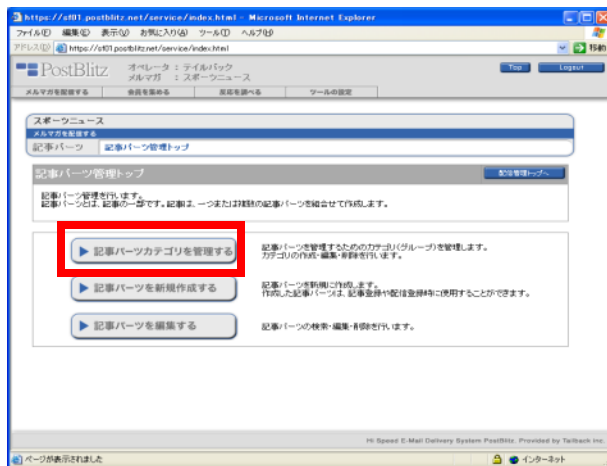 https://sf01.postblitz.net/service/index.html - Microsoft Internet Explorer
ファイル(F) 編集(E) 表示(V) お気に入り(A) ツール(T) ヘルプ(H)
アドレス(D) https://sf01.postblitz.net/service/index.html 移動
PostBlitz オペレータ : テイルバック Top Logout
メルマガ : スポーツニュース
メルマガを配信する 会員を集める 反応を調べる ツールの設定
スポーツニュース
メルマガを配信する
記事パーツ 記事パーツ管理トップ
記事パーツ管理トップ 配信管理トップへ
記事パーツ管理を行います。
記事パーツとは、記事の一部です。記事は、一つまたは複数の記事パーツを組合せて作成します。
記事パーツカテゴリを管理する 記事パーツを管理するためのカテゴリ(グループ)を管理します。
カテゴリの作成・編集・削除を行います。
記事パーツを新規作成する 記事パーツを新規に作成します。
作成した記事パーツは、記事登録や配信登録時に使用することができます。
記事パーツを編集する 記事パーツの検索・編集・削除を行います。
Hi Speed E-Mail Delivery System PostBlitz. Provided by Tailback Inc.
ページが表示されました インターネット